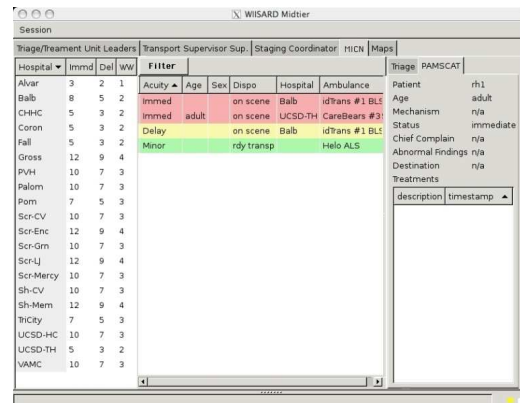 WIISARD Midtier
Session
Triage/Treament Unit Leaders Transport Supervisor Sup. Staging Coordinator MICN Maps
Hospital Immd Del WW
Alvar 3 2 1
Balb 8 5 2
CHHC 5 3 2
Coron 5 3 2
Fall 5 3 2
Gross 12 9 4
PVH 10 7 3
Palom 10 7 3
Pom 7 5 3
Scr-CV 10 7 3
Scr-Enc 12 9 4
Scr-Grn 10 7 3
Scr-LJ 12 9 4
Scr-Mercy 10 7 3
Sh-CV 10 7 3
Sh-Mem 12 9 4
TriCity 7 5 3
UCSD-HC 10 7 3
UCSD-TH 5 3 2
VAMC 10 7 3
Filter
Acuity Age Sex Dispo Hospital Ambulance
Immed on scene Balb idTrans #1 BLS
Immed adult on scene UCSD-TH CareBears #3
Delay on scene Balb idTrans #1 BLS
Minor rdy transp Helo ALS
Triage PAMSCAT
Patient rh1
Age adult
Mechanism n/a
Status immediate
Chief Complain n/a
Abnormal Findings n/a
Destination n/a
Treatments
description timestamp